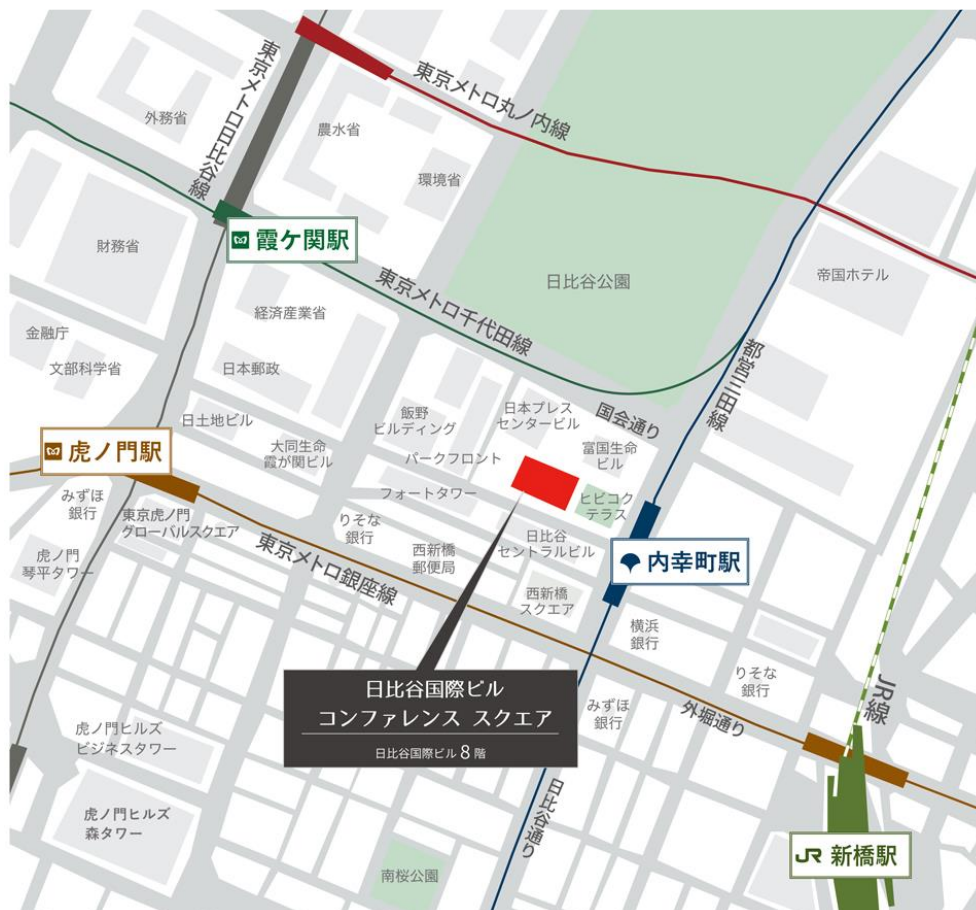 東京メトロ日比谷線
東京メトロ丸ノ内線
外務省
農水省
環境省
霞ケ関駅
財務省
日比谷公園
帝国ホテル
経済産業省
東京メトロ千代田線
金融庁
文部科学省
日本郵政
都営三田線
日土地ビル
飯野
ビルディング
日本プレス
センタービル
国会通り
虎ノ門駅
大同生命
霞が関ビル
パークフロント
富国生命
ビル
みずほ
銀行
フォートタワー
ヒビコク
テラス
東京虎ノ門
グローバルスクエア
りそな
銀行
日比谷
セントラルビル
虎ノ門
琴平タワー
東京メトロ銀座線
西新橋
郵便局
内幸町駅
西新橋
スクエア
横浜
銀行
日比谷国際ビル
コンファレンス スクエア
日比谷国際ビル 8 階
りそな
銀行
JR線
みずほ
銀行
外堀通り
虎ノ門ヒルズ
ビジネスタワー
日比谷通り
虎ノ門ヒルズ
森タワー
JR 新橋駅
南桜公園